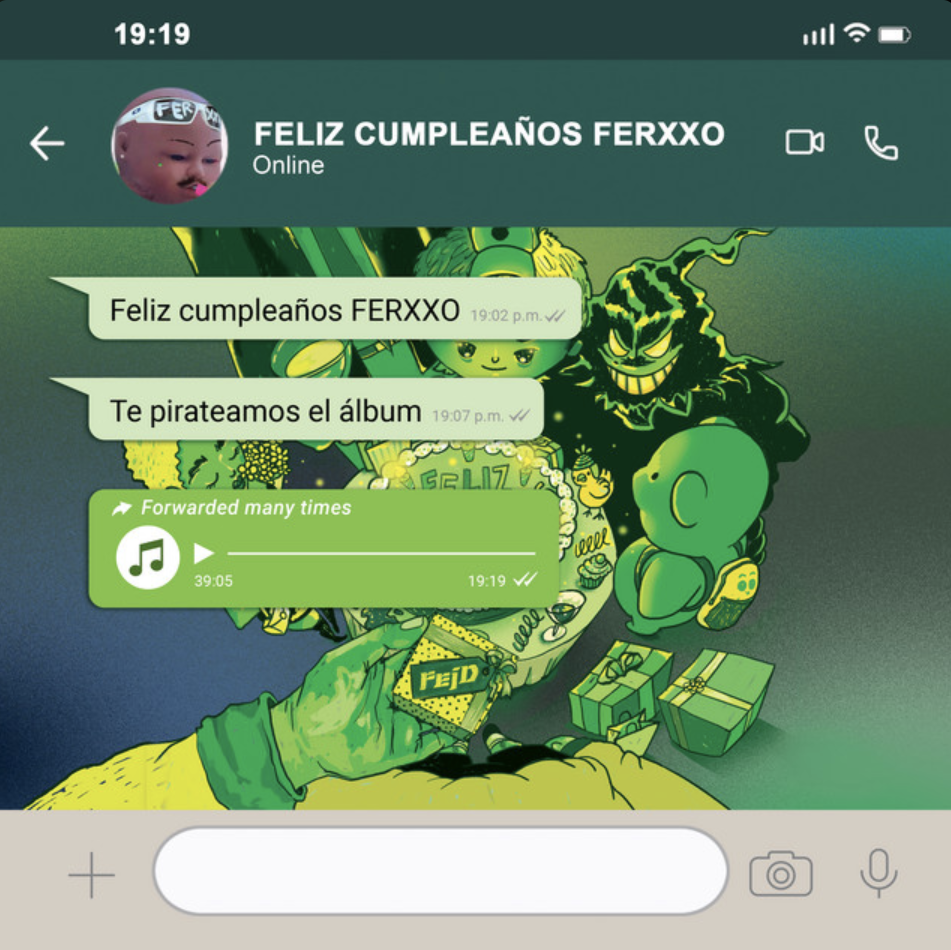 19:19
FERXXO
FELIZ CUMPLEAÑOS FERXXO
Online
Feliz cumpleaños FERXXO 19:02 p.m.
Te pirateamos el álbum 19:07 p.m.
FELIZ
Forwarded many times
39:05 19:19
FEID